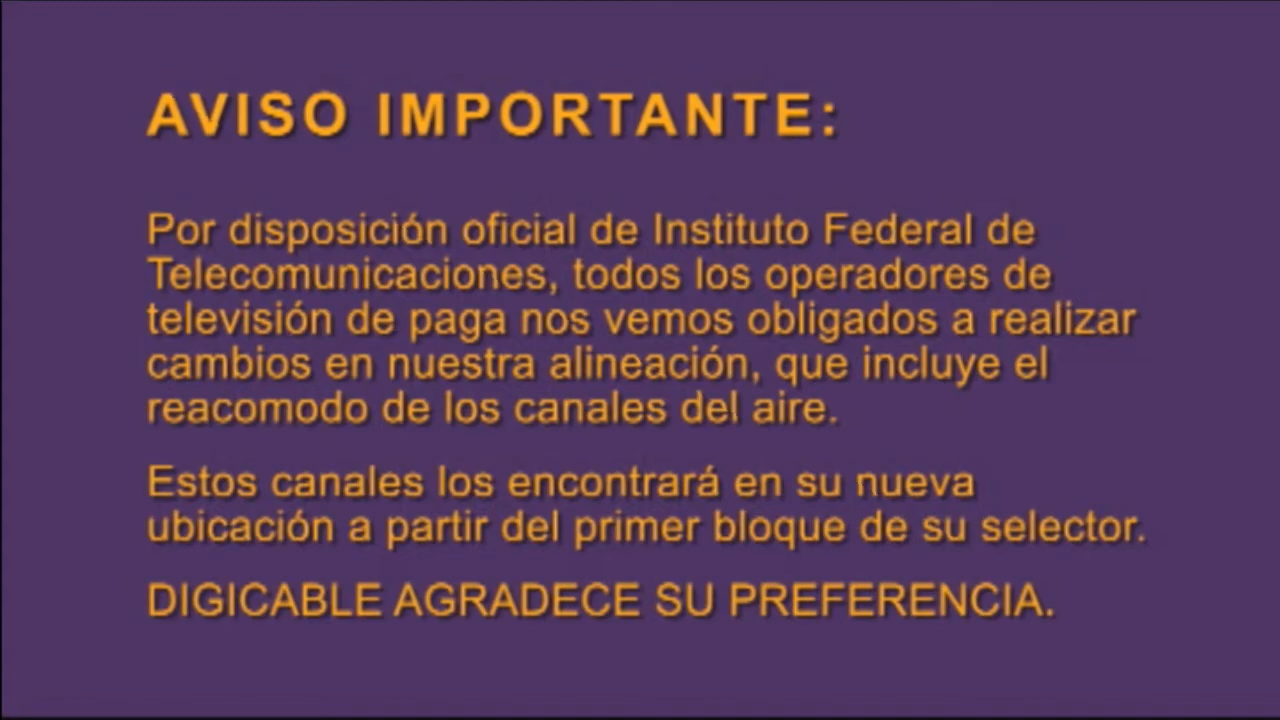 AVISO IMPORTANTE:
Por disposición oficial de Instituto Federal de
Telecomunicaciones, todos los operadores de
televisión de paga nos vemos obligados a realizar
cambios en nuestra alineación, que incluye el
reacomodo de los canales del aire.
Estos canales los encontrará en su nueva
ubicación a partir del primer bloque de su selector.
DIGICABLE AGRADECE SU PREFERENCIA.